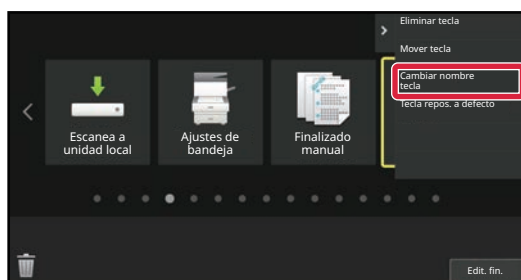 Eliminar tecla
Mover tecla
Cambiar nombre
tecla
Tecla repos. a defecto
Escanea a
unidad local
Ajustes de
bandeja
Finalizado
manual
Edit. fin.